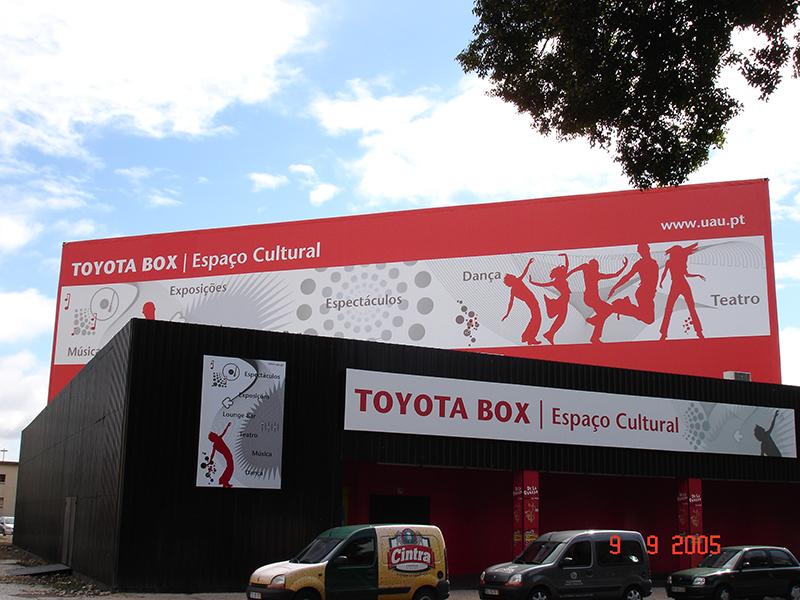 www.uau.pt
TOYOTA BOX | Espaço Cultural
Exposições
Espectáculos
Dança
Teatro
Música
TOYOTA BOX | Espaço Cultural
Espectáculos
Exposições
Lounge Bar
Teatro
Música
Dança
Cintra
9 9 2005